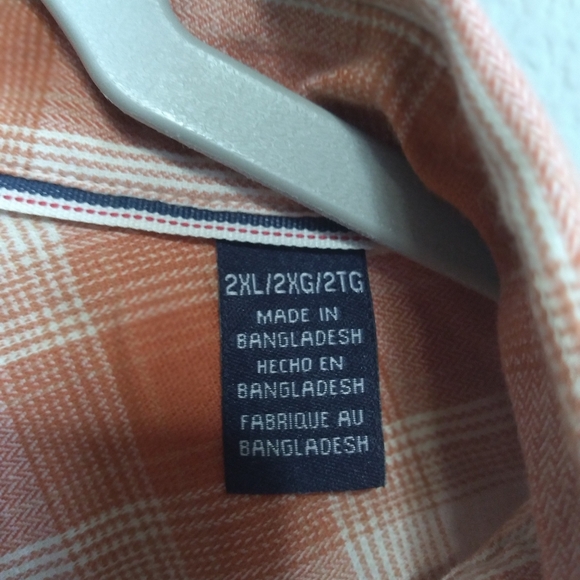 2XL/2XG/2TG
MADE IN
BANGLADESH
HECHO EN
BANGLADESH
FABRIQUE AU
BANGLADESH